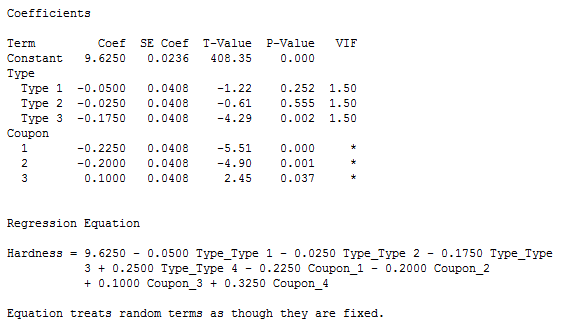 Coefficients
Term Coef SE Coef T-Value P-Value VIF
Constant 9.6250 0.0236 408.35 0.000
Type
Type 1 -0.0500 0.0408 -1.22 0.252 1.50
Type 2 -0.0250 0.0408 -0.61 0.555 1.50
Type 3 -0.1750 0.0408 -4.29 0.002 1.50
Coupon
1 -0.2250 0.0408 -5.51 0.000 *
2 -0.2000 0.0408 -4.90 0.001 *
3 0.1000 0.0408 2.45 0.037 *
Regression Equation
Hardness = 9.6250 - 0.0500 Type_Type 1 - 0.0250 Type_Type 2 - 0.1750 Type_Type
3 + 0.2500 Type_Type 4 - 0.2250 Coupon_1 - 0.2000 Coupon_2
+ 0.1000 Coupon_3 + 0.3250 Coupon_4
Equation treats random terms as though they are fixed.